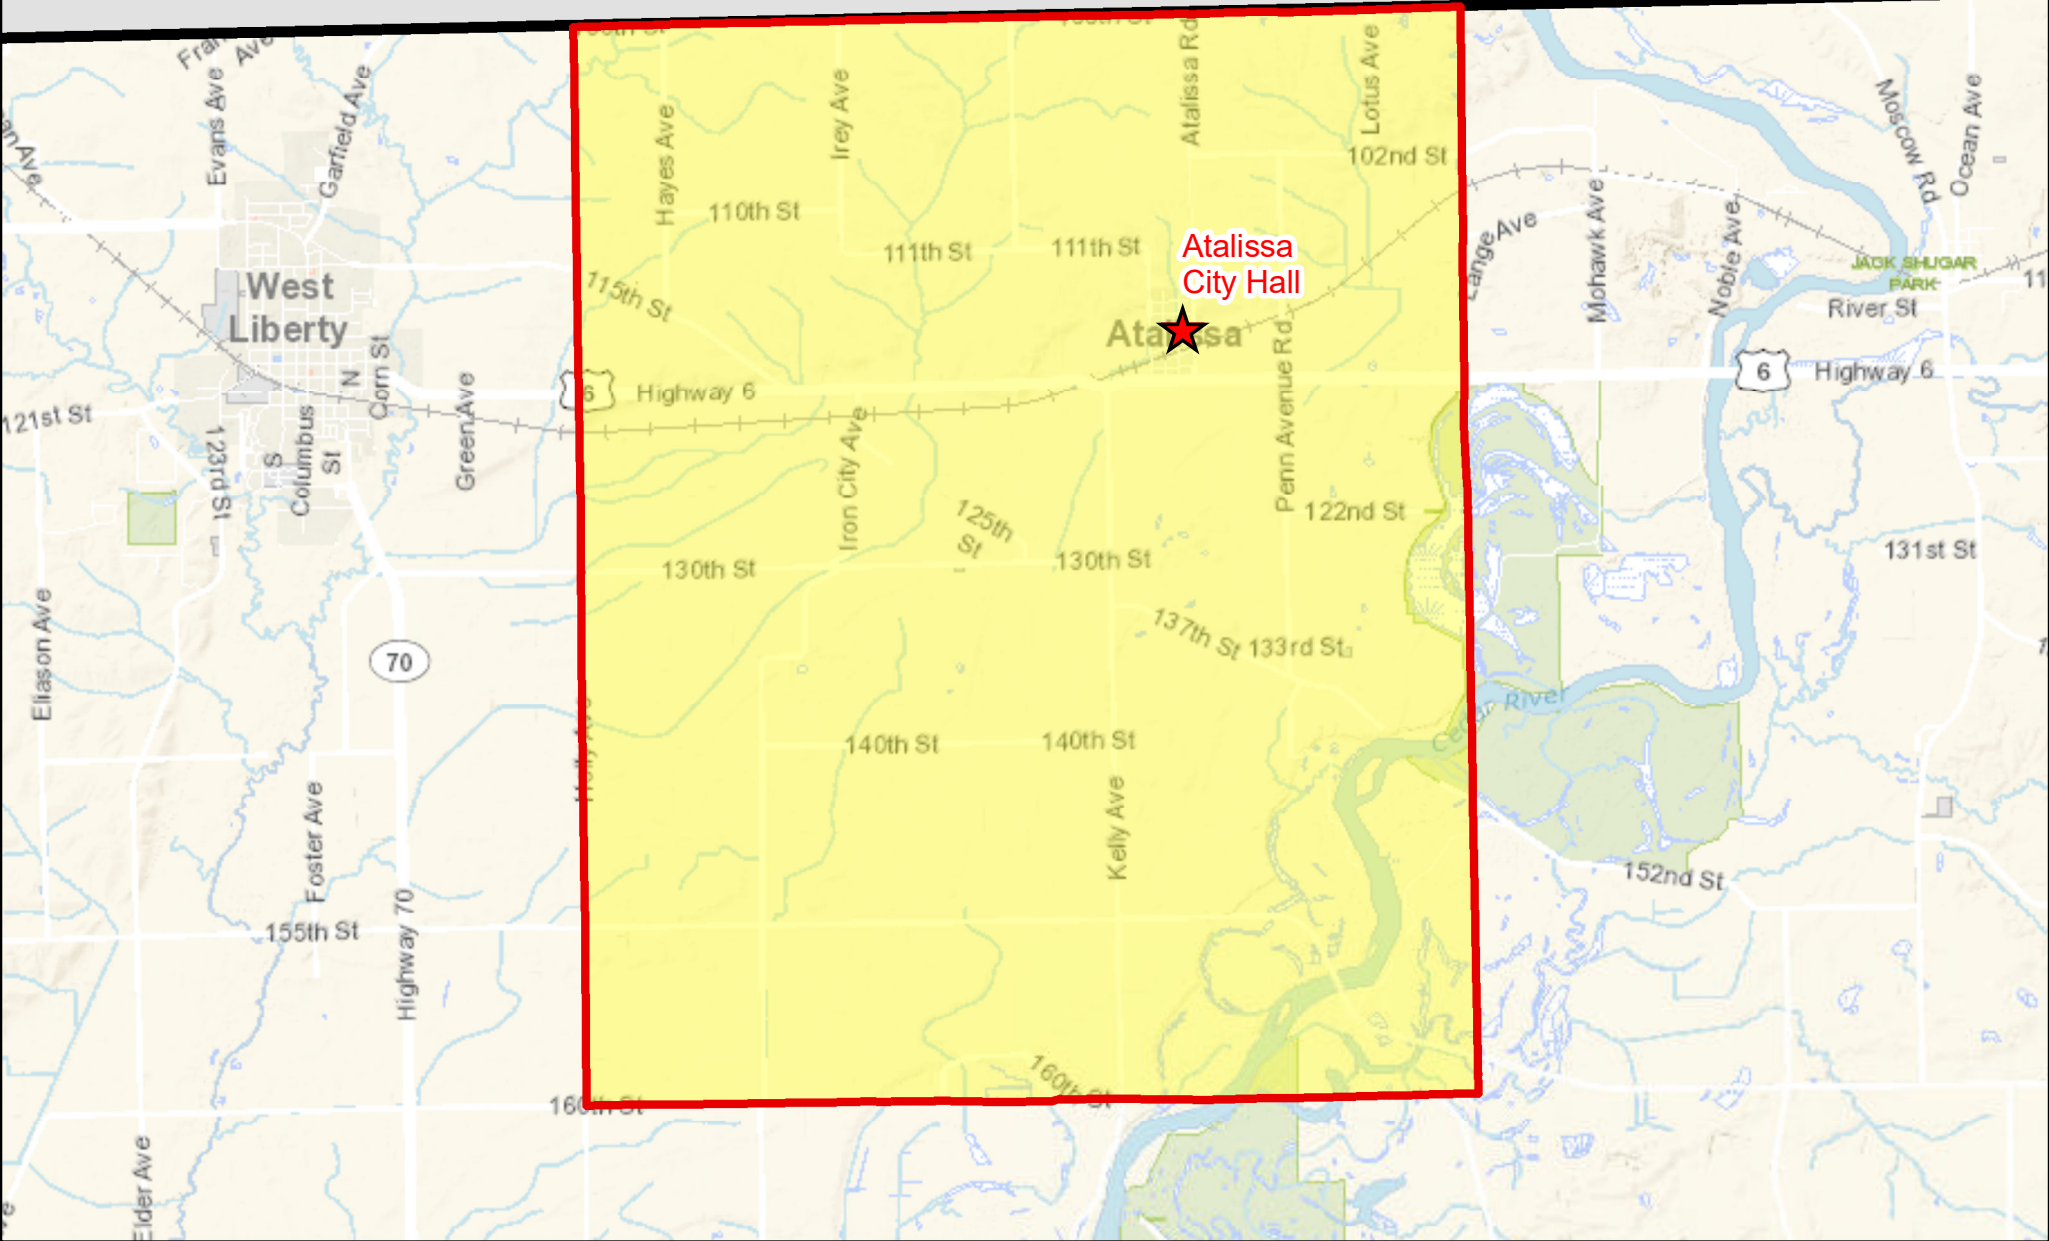 Evans Ave
Garfield Ave
Hayes Ave
Irey Ave
Atalissa Rd
Lotus Ave
Moscow Rd
Ocean Ave
102nd St
110th St
111th St
111th St
Atalissa
City Hall
Atalissa
115th St
West
Liberty
Mohawk Ave
Noble Ave
JACK SHUGAR
PARK
River St
6
Highway 6
6
Highway 6
N
Corn St
Green Ave
121st St
123rd St
S
Columbus
St
Iron City Ave
Penn Avenue Rd
122nd St
125th
St
130th St
130th St
131st St
137th St
133rd St
70
Eliason Ave
Cedar River
140th St
140th St
Kelly Ave
Foster Ave
Highway 70
152nd St
155th St
160th St
160th St
Elder Ave